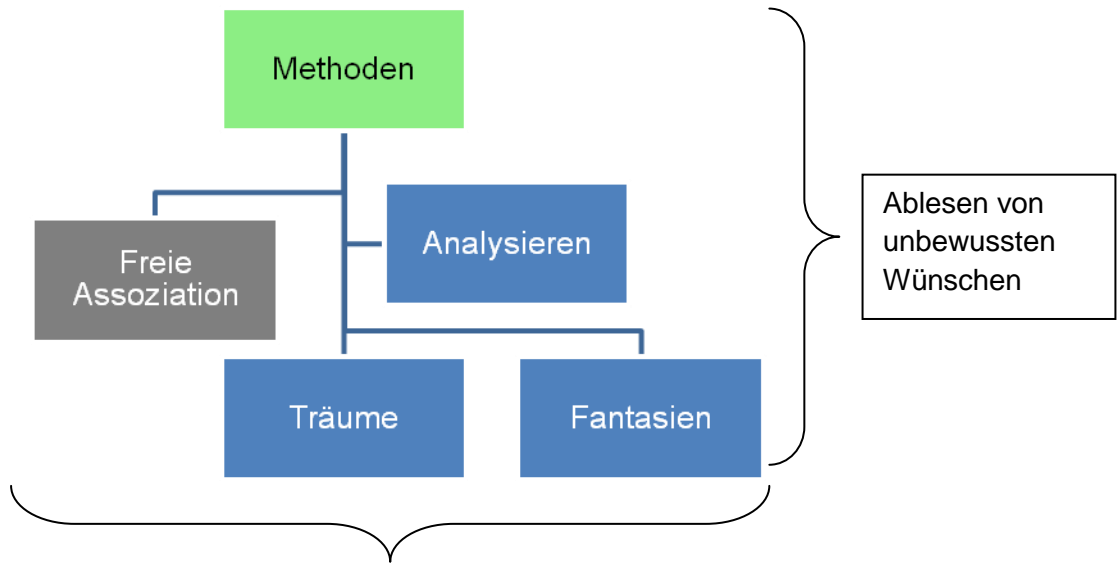 Methoden
Freie
Assoziation
Analysieren
Träume
Fantasien
Ablesen von
unbewussten
Wünschen